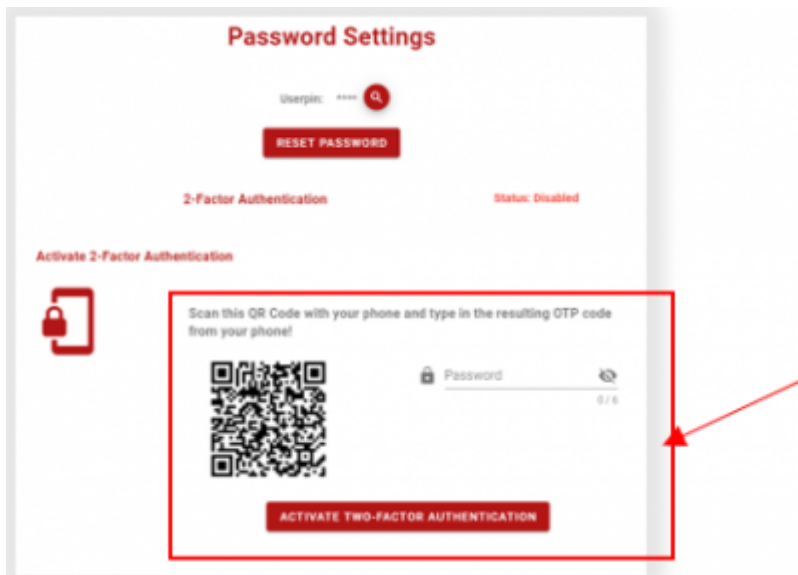 Password Settings
Userpin: ····
RESET PASSWORD
2-Factor Authentication Status: Disabled
Activate 2-Factor Authentication
Scan this QR Code with your phone and type in the resulting OTP code
from your phone!
Password
0 / 6
ACTIVATE TWO-FACTOR AUTHENTICATION